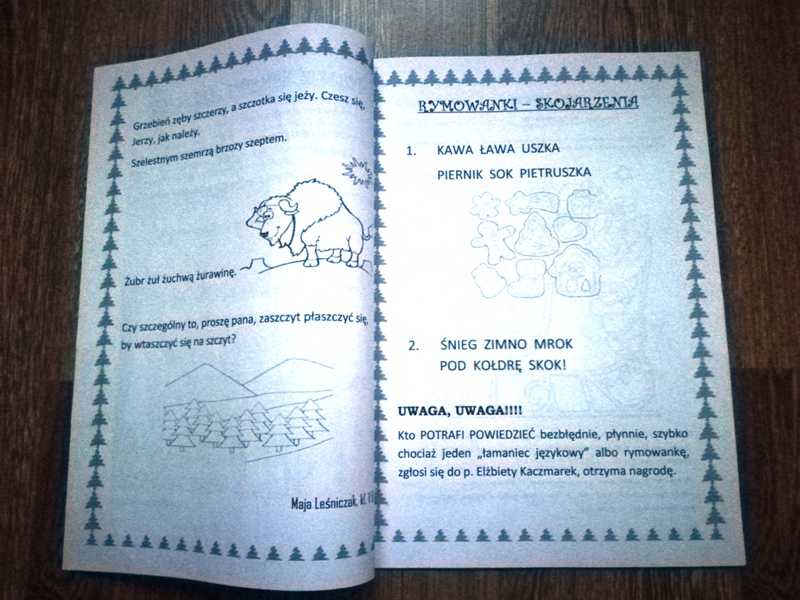 Grzebień zęby szczerzy, a szczotka się jeży. Czesz się,
Jerzy, jak należy.
Szelestnym szemrzą brzozy szeptem.
Żubr żuł żuchwą żurawinę.
Czy szczególny to, proszę pana, zaszczyt płaszczyć się,
by wtaszczyć się na szczyt?
Maja Leśniczak, kl. V
RYMOWANKI – SKOJARZENIA
1. KAWA ŁAWA USZKA
PIERNIK SOK PIETRUSZKA
2. ŚNIEG ZIMNO MROK
POD KOŁDRĘ SKOK!
UWAGA, UWAGA!!!!
Kto POTRAFI POWIEDZIEĆ bezbłędnie, płynnie, szybko
chociaż jeden „łamaniec językowy” albo rymowankę,
zgłosi się do p. Elżbiety Kaczmarek, otrzyma nagrodę.